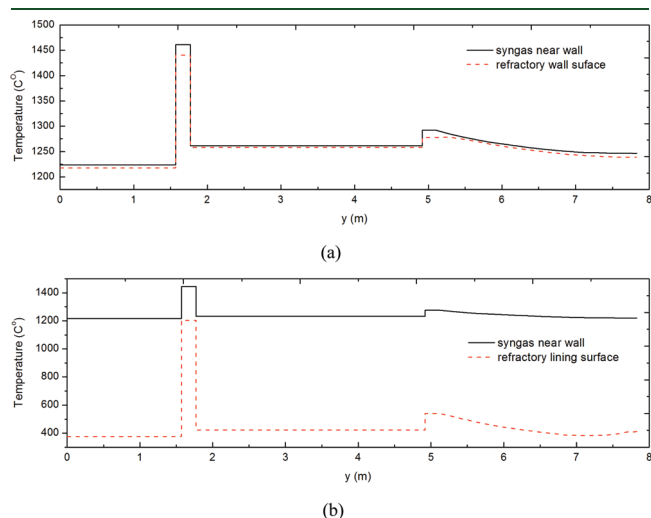 1500
1450
1400
1350
1300
1250
1200
Temperature (C^O)
syngas near wall
refractory wall suface
0 1 2 3 4 5 6 7 8
y (m)
(a)
1400
1200
1000
800
600
400
Temperature (C^o)
syngas near wall
refractory lining surface
0 1 2 3 4 5 6 7 8
y (m)
(b)